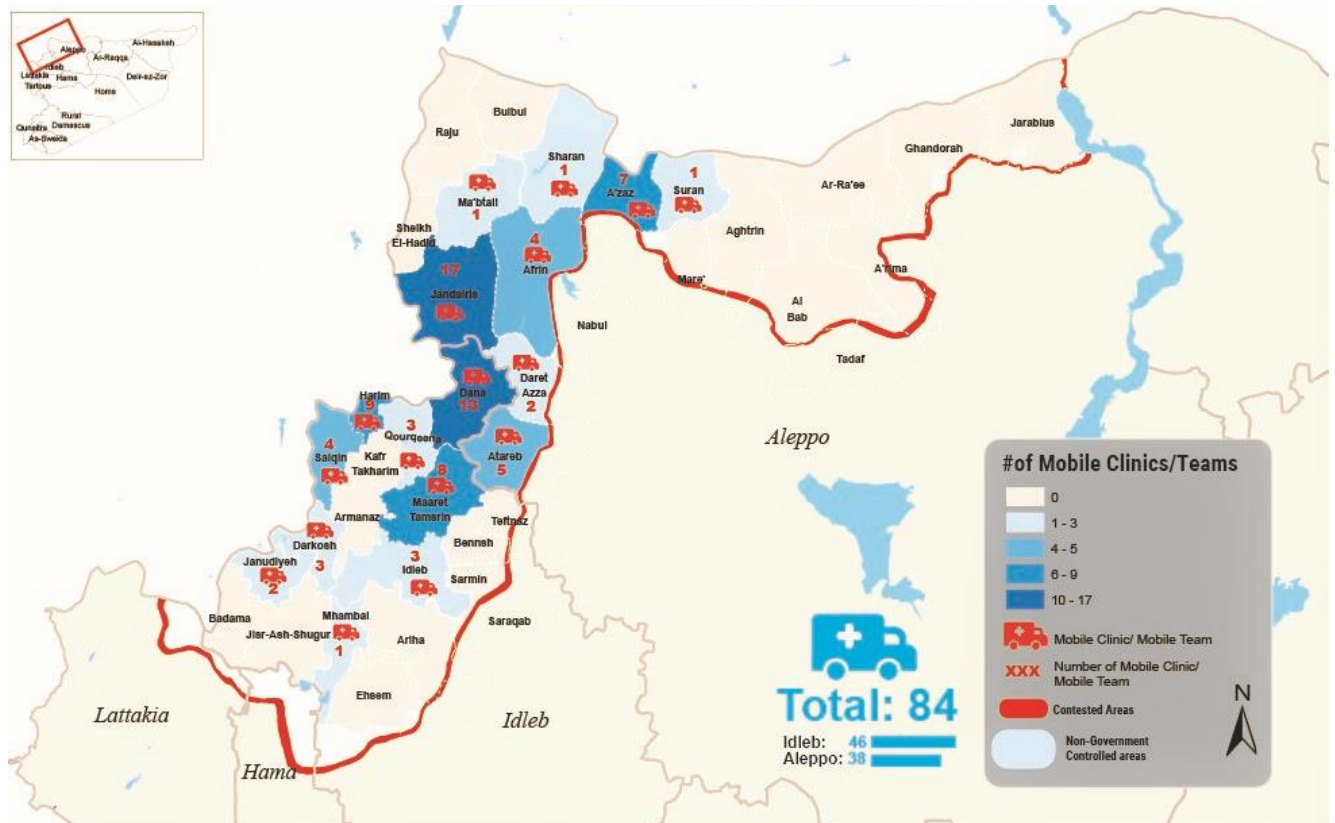 Aleppo
Al-Hasakeh
Ar-Raqqa
Idleb
Lattakia
Hama
Deir-ez-Zor
Tartous
Homs
Rural
Damascus
Quneitra
As-Sweida
Bulbul
Raju
Jarablus
Ghandorah
Sharan
1
7
A'zaz
1
Suran
Ar-Ra'ee
Ma'btall
1
Sheikh
El-Hadid
4
Afrin
Aghtrin
17
Jandairis
Mare'
A'rima
Al
Bab
Nabul
Tadaf
Daret
Azza
2
Dana
13
Harim
9
3
Qourqeena
4
Salqin
Kafr
Takharim
Atareb
5
8
Maaret
Tamsrin
Aleppo
Armanaz
Teftnaz
Darkosh
3
Bennsh
Janudiyeh
2
3
Idleb
Sarmin
Badama
Mhambal
1
Jisr-Ash-Shugur
Ariha
Saraqab
Ehsem
Lattakia
Idleb
Hama
Total: 84
Idleb: 46
Aleppo: 38
#of Mobile Clinics/Teams
0
1 - 3
4 - 5
6 - 9
10 - 17
Mobile Clinic/ Mobile Team
XXX Number of Mobile Clinic/
Mobile Team
Contested Areas
Non-Government
Controlled areas
N